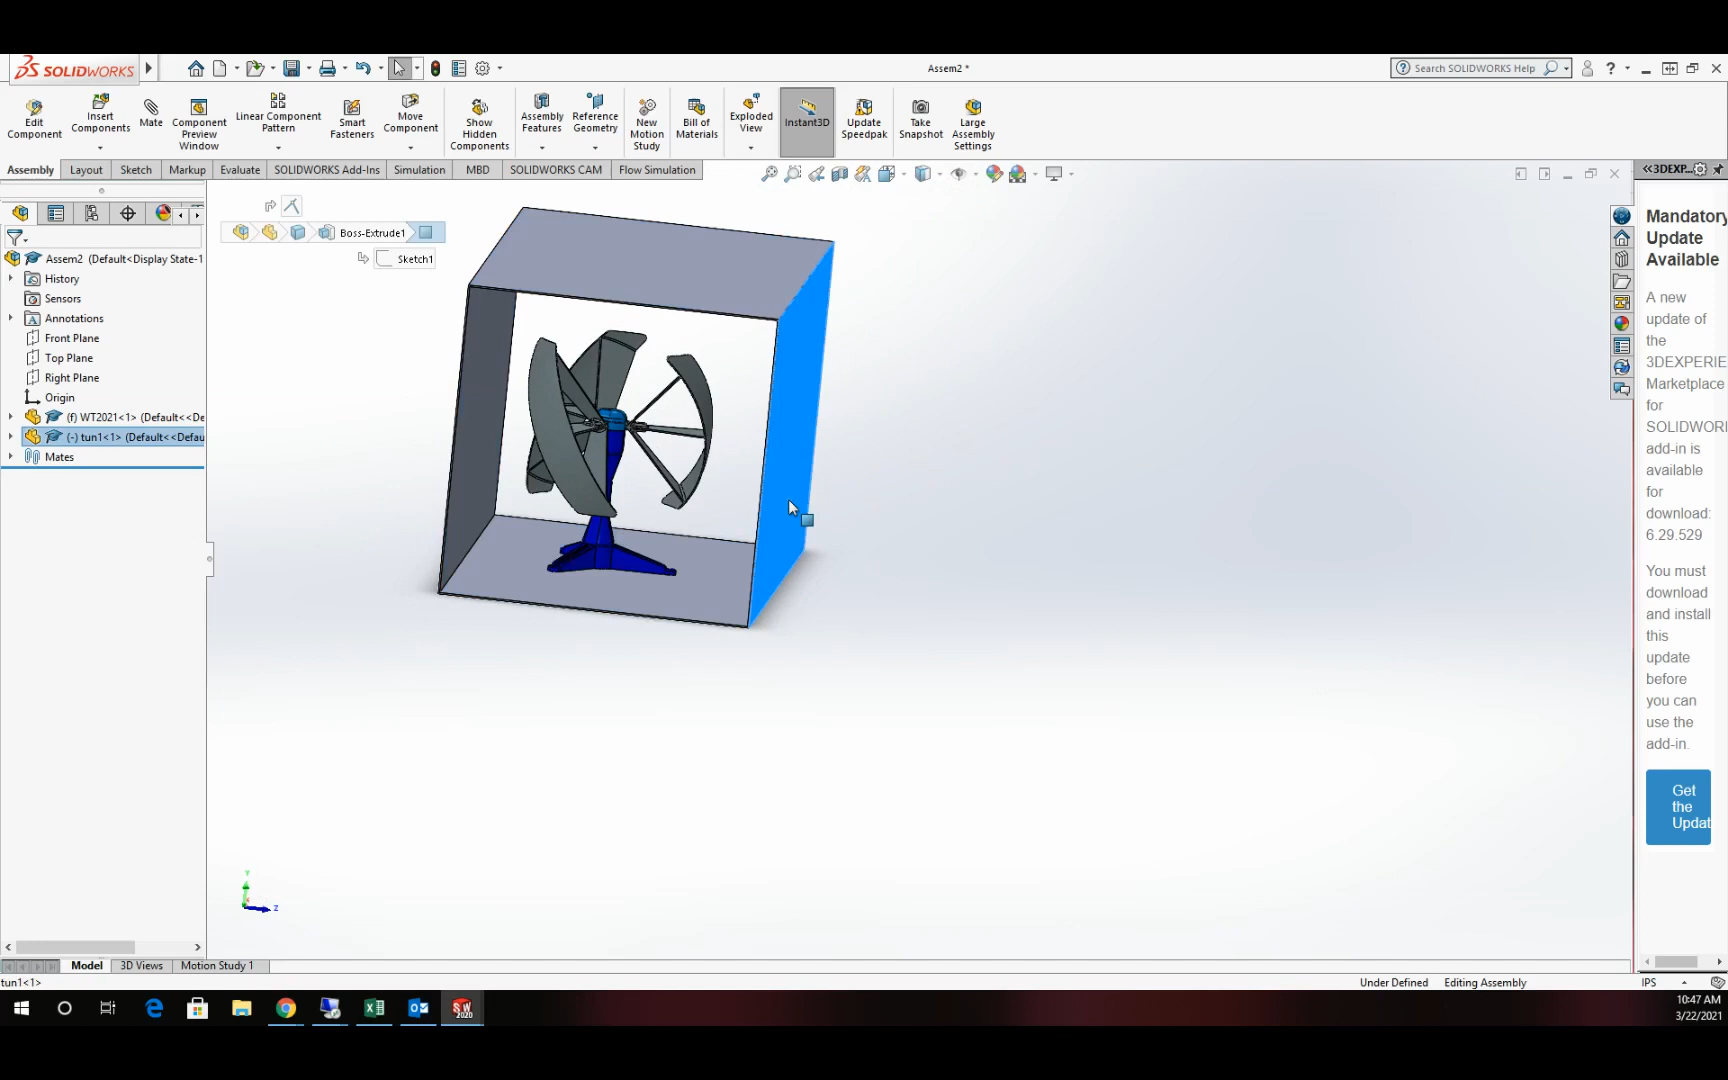 SOLIDWORKS
Assem2 *
Search SOLIDWORKS Help
?
Edit Component
Insert Components
Mate
Component Preview Window
Linear Component Pattern
Smart Fasteners
Move Component
Show Hidden Components
Assembly Features
Reference Geometry
New Motion Study
Bill of Materials
Exploded View
Instant3D
Update Speedpak
Take Snapshot
Large Assembly Settings
Assembly
Layout
Sketch
Markup
Evaluate
SOLIDWORKS Add-Ins
Simulation
MBD
SOLIDWORKS CAM
Flow Simulation
Boss-Extrude1
Sketch1
Assem2 (Default<Display State-1
History
Sensors
Annotations
Front Plane
Top Plane
Right Plane
Origin
(f) WT2021<1> (Default<<De
(-) tun1<1> (Default<<Defau
Mates
3DEXP...
Mandatory
Update
Available
A new
update of
the
3DEXPERIE
Marketplace
for
SOLIDWORK
add-in is
available
for
download:
6.29.529
You must
download
and install
this
update
before
you can
use the
add-in.
Get
the
Updat
Y
Z
Model
3D Views
Motion Study 1
tun1<1>
Under Defined
Editing Assembly
IPS
SW
2020
10:47 AM
3/22/2021